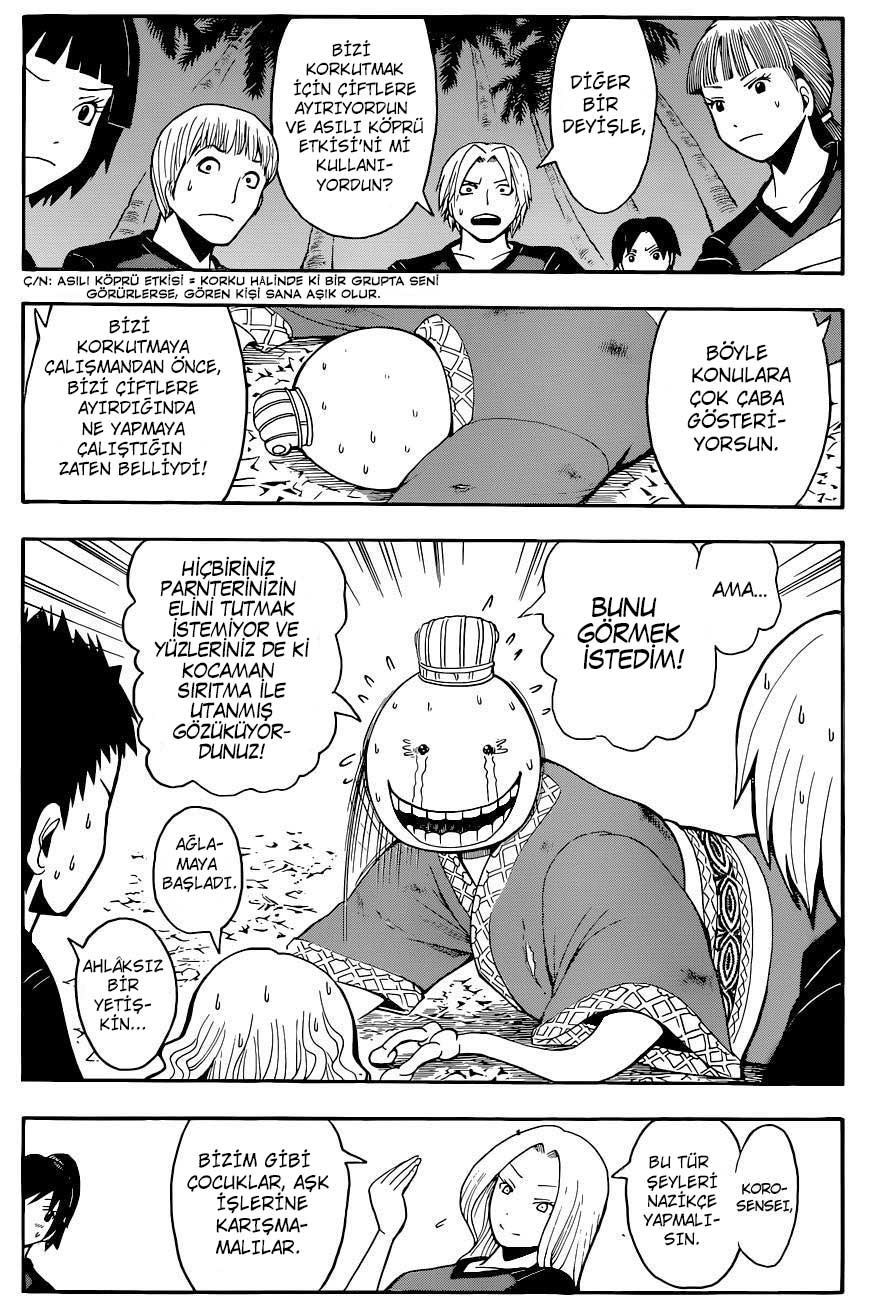 DİĞER
BİR
DEYİŞLE,
BİZİ
KORKUTMAK
İÇİN ÇİFTLERE
AYIRIYORDUN
VE ASILI KÖPRÜ
ETKİSİ'Nİ Mİ
KULLANI-
YORDUN?
Ç/N: ASILI KÖPRÜ ETKİSİ = KORKU HÂLİNDE Kİ BİR GRUPTA SENİ
GÖRÜRLERSE, GÖREN KİŞİ SANA AŞIK OLUR.
BÖYLE
KONULARA
ÇOK ÇABA
GÖSTERİ-
YORSUN.
BİZİ
KORKUTMAYA
ÇALIŞMANDAN ÖNCE,
BİZİ ÇİFTLERE
AYIRDIĞINDA
NE YAPMAYA
ÇALIŞTIĞIN
ZATEN BELLİYDİ!
AMA...
BUNU
GÖRMEK
İSTEDİM!
HİÇBİRİNİZ
PARNTERİNİZİN
ELİNİ TUTMAK
İSTEMİYOR VE
YÜZLERİNİZ DE Kİ
KOCAMAN
SIRITMA İLE
UTANMIŞ
GÖZÜKÜYOR-
DUNUZ!
AĞLA-
MAYA
BAŞLADI.
AHLÂKSIZ
BİR
YETİŞ-
KİN...
KORO-
SENSEI,
BU TÜR
ŞEYLERİ
NAZİKÇE
YAPMALI-
SIN.
BİZİM GİBİ
ÇOCUKLAR, AŞK
İŞLERİNE
KARIŞMA-
MALILAR.